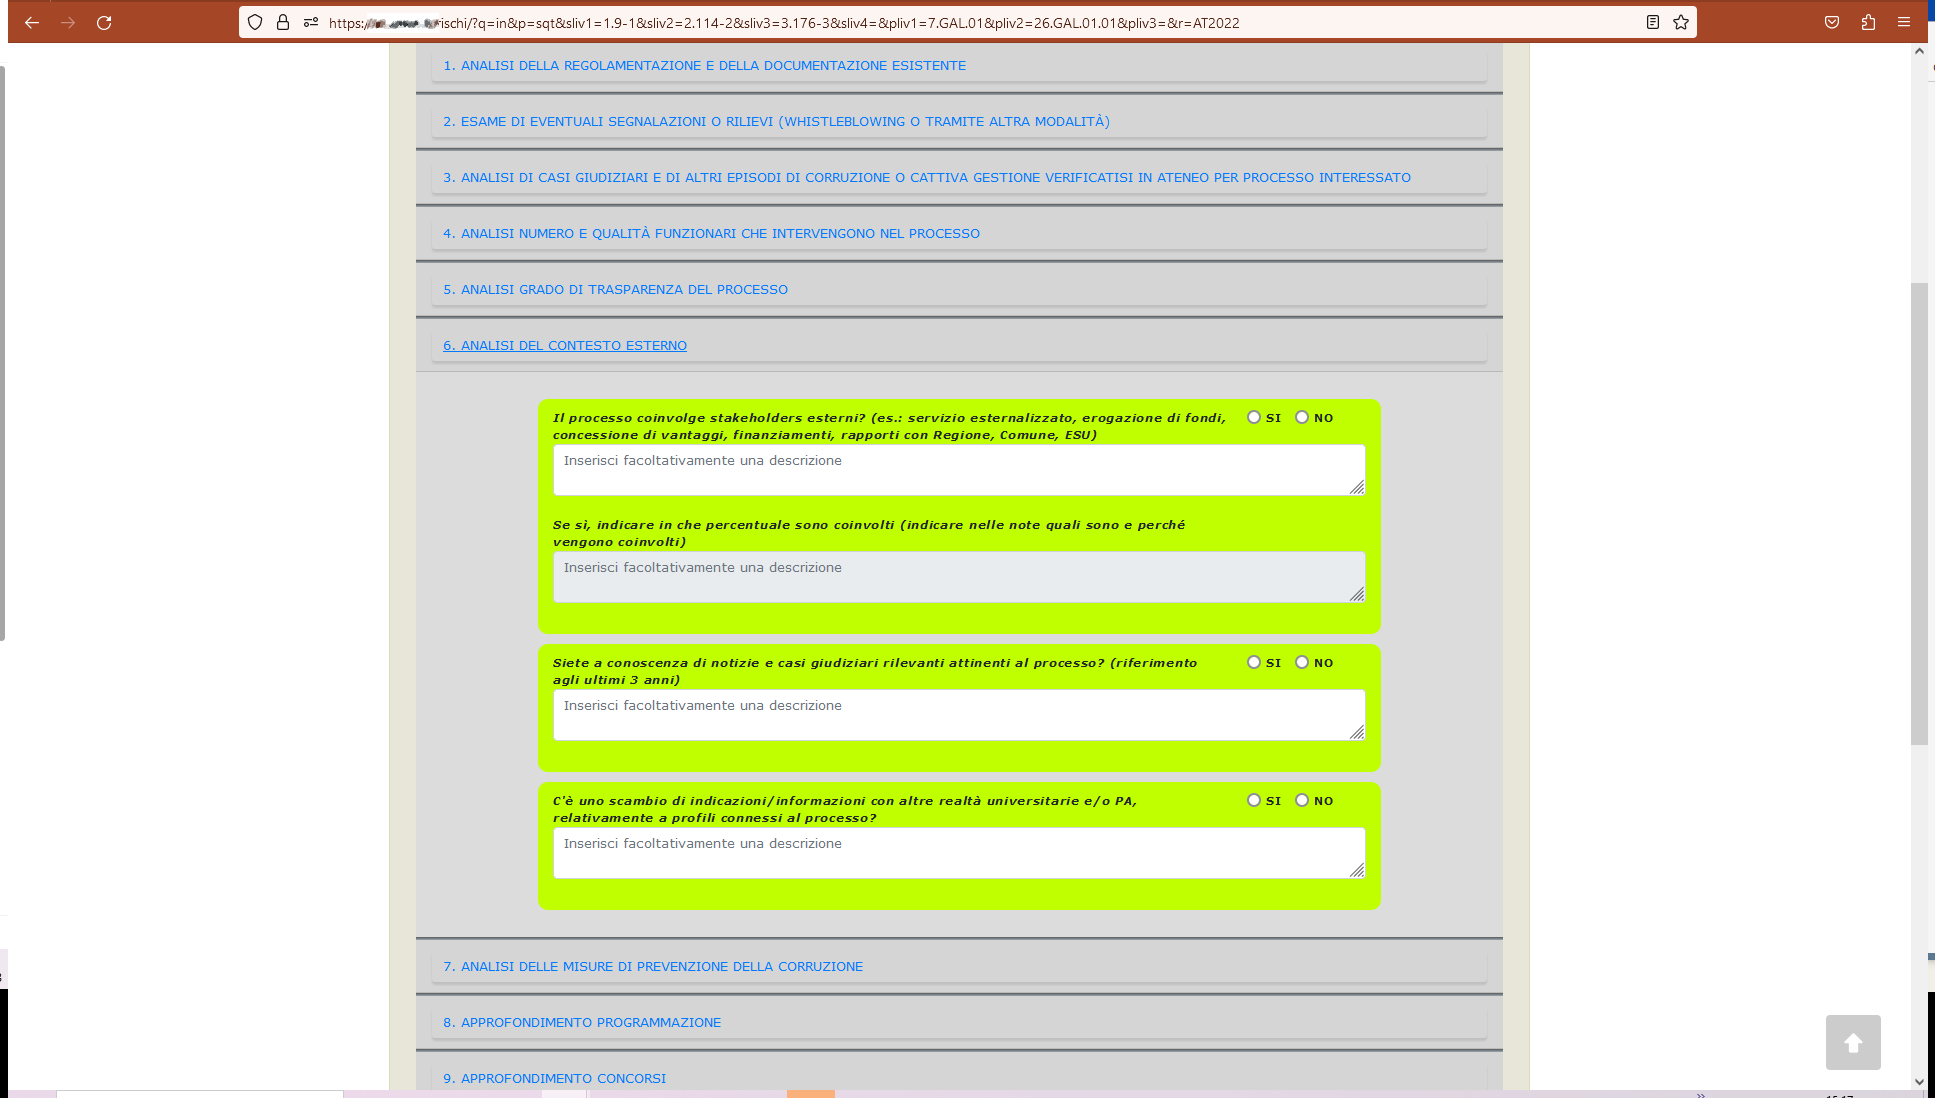 https:/
rischi/?q=in&p=sqt&sliv1=1.9-1&sliv2=2.114-2&sliv3=3.176-3&sliv4=&pliv1=7.GAL.01&pliv2=26.GAL.01.01&pliv3=&r=AT2022
1. ANALISI DELLA REGOLAMENTAZIONE E DELLA DOCUMENTAZIONE ESISTENTE
2. ESAME DI EVENTUALI SEGNALAZIONI O RILIEVI (WHISTLEBLOWING O TRAMITE ALTRA MODALITÀ)
3. ANALISI DI CASI GIUDIZIARI E DI ALTRI EPISODI DI CORRUZIONE O CATTIVA GESTIONE VERIFICATISI IN ATENEO PER PROCESSO INTERESSATO
4. ANALISI NUMERO E QUALITÀ FUNZIONARI CHE INTERVENGONO NEL PROCESSO
5. ANALISI GRADO DI TRASPARENZA DEL PROCESSO
6. ANALISI DEL CONTESTO ESTERNO
Il processo coinvolge stakeholders esterni? (es.: servizio esternalizzato, erogazione di fondi, SI NO
concessione di vantaggi, finanziamenti, rapporti con Regione, Comune, ESU)
Inserisci facoltativamente una descrizione
Se sì, indicare in che percentuale sono coinvolti (indicare nelle note quali sono e perché
vengono coinvolti)
Inserisci facoltativamente una descrizione
Siete a conoscenza di notizie e casi giudiziari rilevanti attinenti al processo? (riferimento SI NO
agli ultimi 3 anni)
Inserisci facoltativamente una descrizione
C'è uno scambio di indicazioni/informazioni con altre realtà universitarie e/o PA, SI NO
relativamente a profili connessi al processo?
Inserisci facoltativamente una descrizione
7. ANALISI DELLE MISURE DI PREVENZIONE DELLA CORRUZIONE
8. APPROFONDIMENTO PROGRAMMAZIONE
9. APPROFONDIMENTO CONCORSI